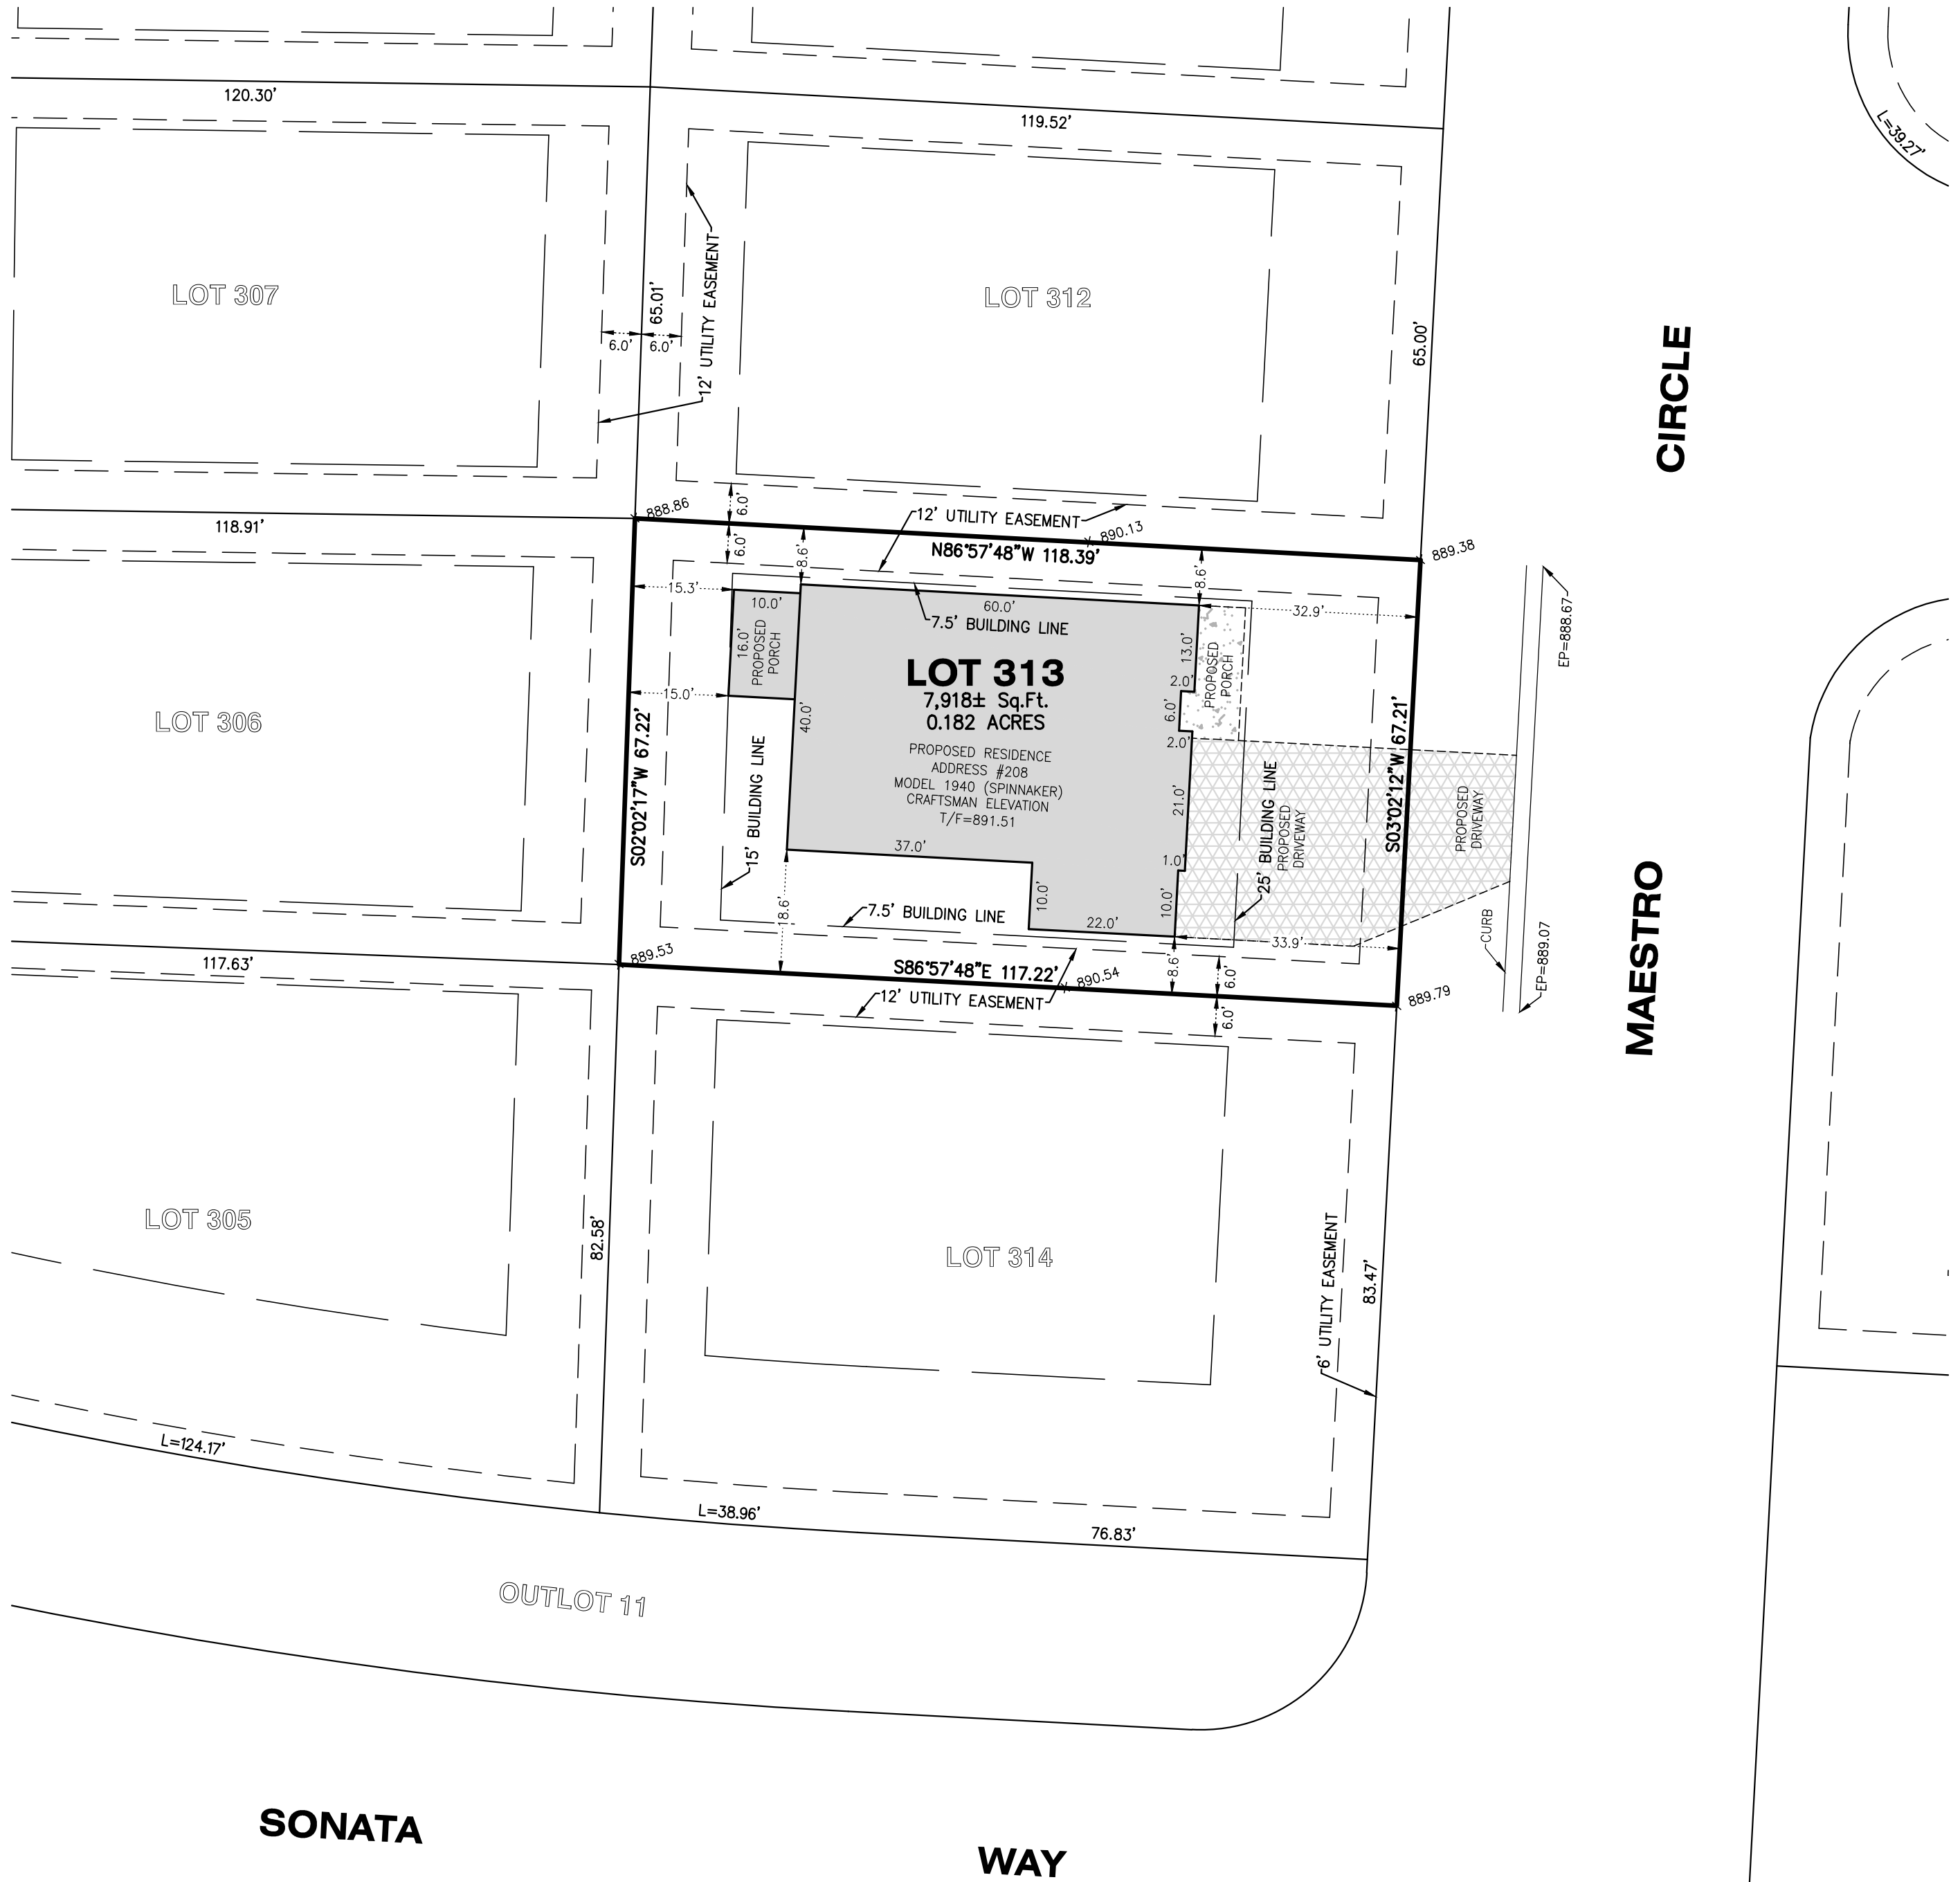 120.30'
119.52'
L=39.27'
LOT 307
LOT 312
12' UTILITY EASEMENT
65.01'
6.0'
6.0'
65.00'
CIRCLE
118.91'
888.86
6.0'
6.0'
12' UTILITY EASEMENT
890.13
N86°57'48"W 118.39'
889.38
8.6'
8.6'
15.3'
10.0'
60.0'
7.5' BUILDING LINE
32.9'
EP=888.67
16.0'
PROPOSED
PORCH
13.0'
PROPOSED
PORCH
LOT 313
7,918± Sq.Ft.
0.182 ACRES
2.0'
6.0'
2.0'
15.0'
40.0'
LOT 306
S02°02'17"W 67.22'
15' BUILDING LINE
PROPOSED RESIDENCE
ADDRESS #208
MODEL 1940 (SPINNAKER)
CRAFTSMAN ELEVATION
T/F=891.51
21.0'
25' BUILDING LINE
PROPOSED
DRIVEWAY
S03°02'12"W 67.21'
PROPOSED
DRIVEWAY
37.0'
1.0'
10.0'
10.0'
18.6'
7.5' BUILDING LINE
22.0'
33.9'
CURB
EP=889.07
MAESTRO
117.63'
889.53
S86°57'48"E 117.22'
890.54
8.6'
6.0'
6.0'
12' UTILITY EASEMENT
889.79
LOT 305
82.58'
LOT 314
6' UTILITY EASEMENT
83.47'
L=124.17'
L=38.96'
76.83'
OUTLOT 11
SONATA
WAY